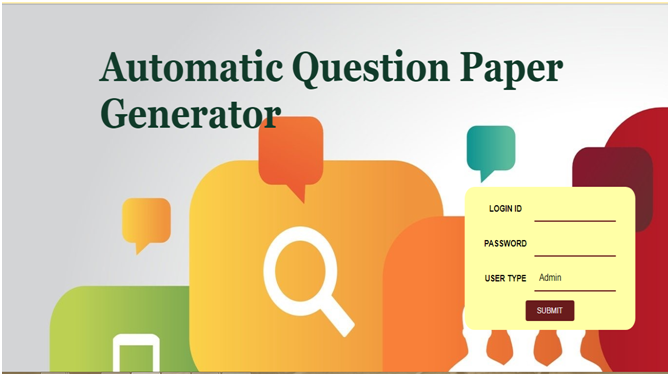 Automatic Question Paper
Generator
LOGIN ID
PASSWORD
USER TYPE Admin
SUBMIT